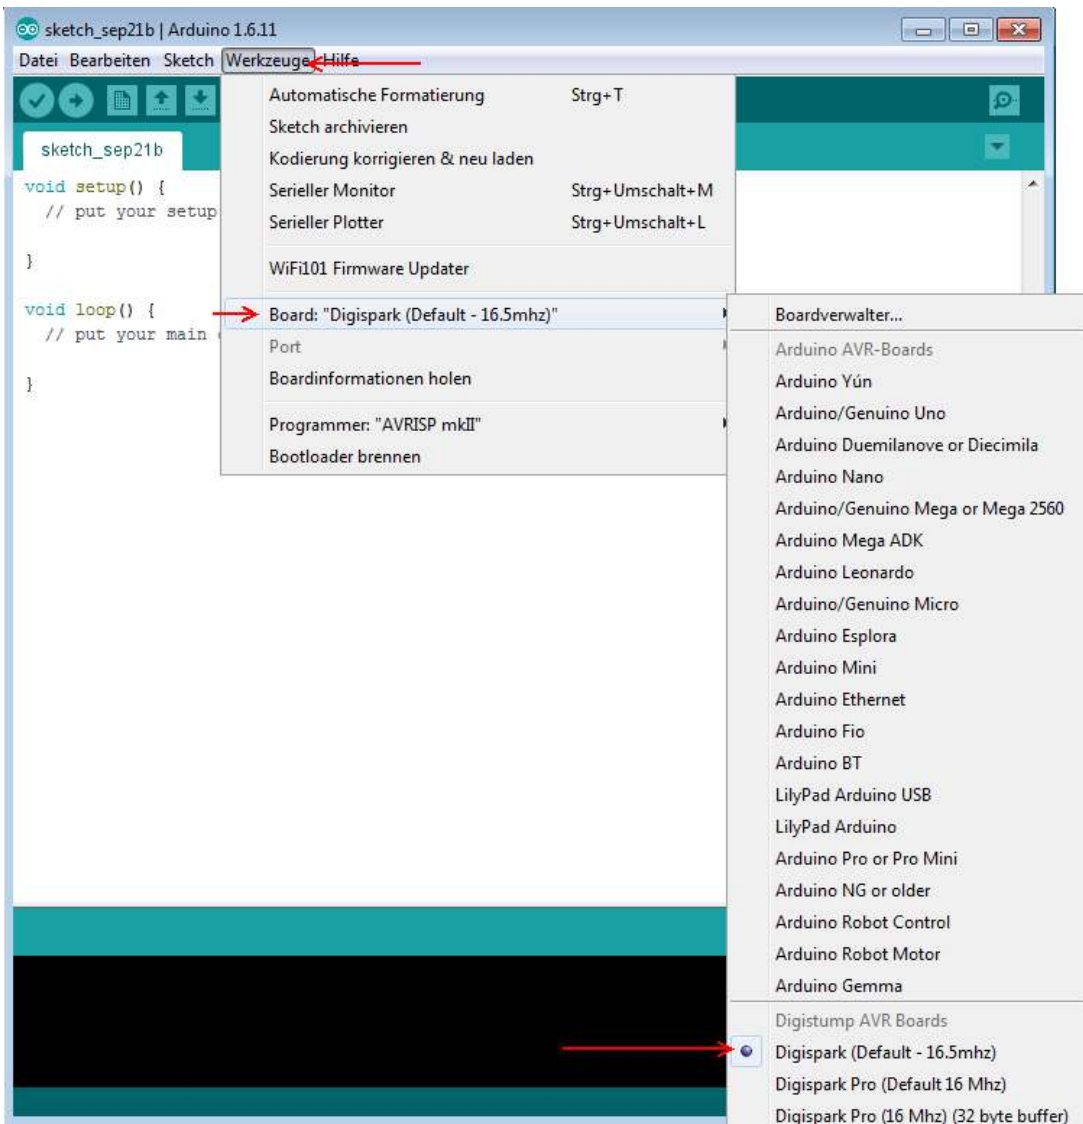 sketch_sep21b | Arduino 1.6.11
Datei Bearbeiten Sketch Werkzeuge Hilfe
sketch_sep21b
void setup() {
// put your setup
}
void loop() {
// put your main
}
Automatische Formatierung Strg+T
Sketch archivieren
Kodierung korrigieren & neu laden
Serieller Monitor Strg+Umschalt+M
Serieller Plotter Strg+Umschalt+L
WiFi101 Firmware Updater
Board: "Digispark (Default - 16.5mhz)"
Port
Boardinformationen holen
Programmer: "AVRISP mkII"
Bootloader brennen
Boardverwalter...
Arduino AVR-Boards
Arduino Yún
Arduino/Genuino Uno
Arduino Duemilanove or Diecimila
Arduino Nano
Arduino/Genuino Mega or Mega 2560
Arduino Mega ADK
Arduino Leonardo
Arduino/Genuino Micro
Arduino Esplora
Arduino Mini
Arduino Ethernet
Arduino Fio
Arduino BT
LilyPad Arduino USB
LilyPad Arduino
Arduino Pro or Pro Mini
Arduino NG or older
Arduino Robot Control
Arduino Robot Motor
Arduino Gemma
Digistump AVR Boards
Digispark (Default - 16.5mhz)
Digispark Pro (Default 16 Mhz)
Digispark Pro (16 Mhz) (32 byte buffer)